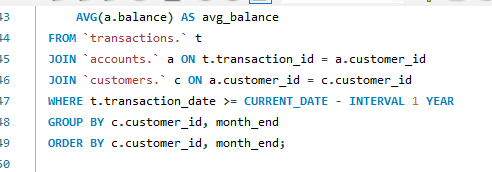 43 AVG(a.balance) AS avg_balance
44 FROM `transactions.` t
45 JOIN `accounts.` a ON t.transaction_id = a.customer_id
46 JOIN `customers.` c ON a.customer_id = c.customer_id
47 WHERE t.transaction_date >= CURRENT_DATE - INTERVAL 1 YEAR
48 GROUP BY c.customer_id, month_end
49 ORDER BY c.customer_id, month_end;
50